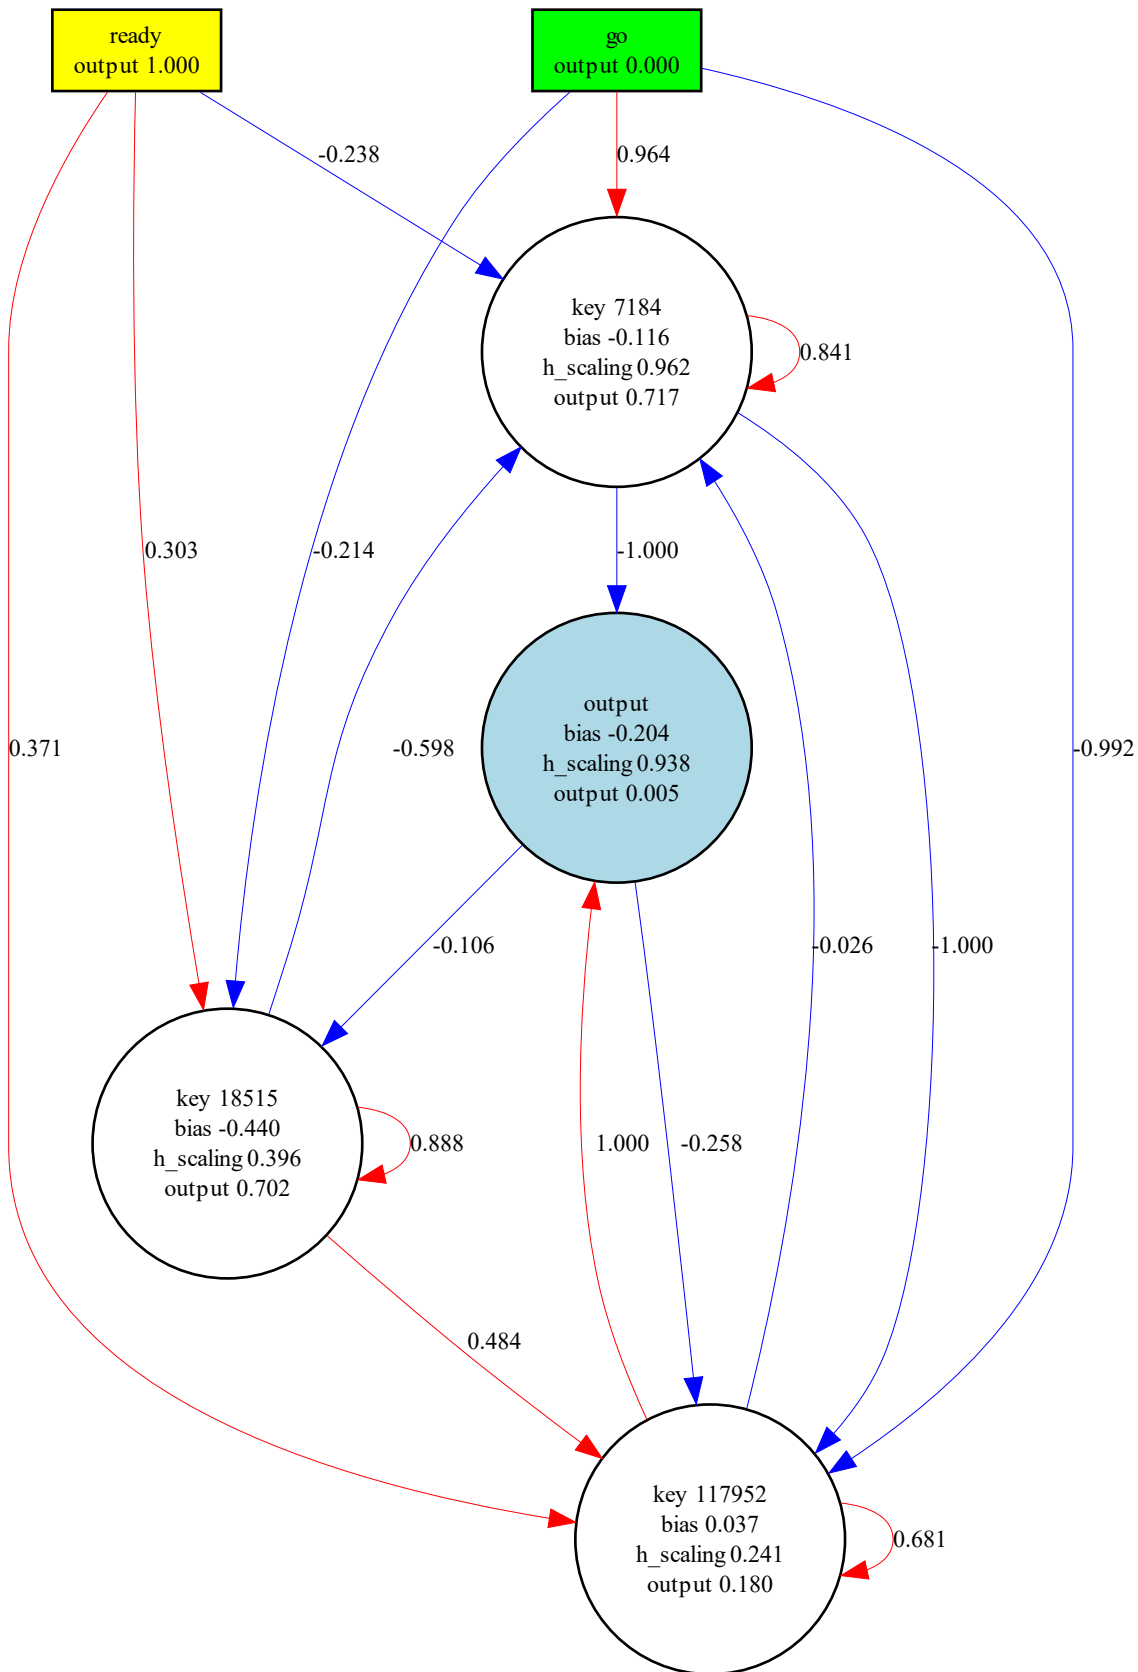 ready
output 1.000
go
output 0.000
-0.238
0.964
key 7184
bias -0.116
h_scaling 0.962
output 0.717
0.841
0.303
-0.214
-1.000
output
bias -0.204
h_scaling 0.938
output 0.005
0.371
-0.598
-0.992
-0.106
-0.026
-1.000
key 18515
bias -0.440
h_scaling 0.396
output 0.702
0.888
1.000
-0.258
0.484
key 117952
bias 0.037
h_scaling 0.241
output 0.180
0.681